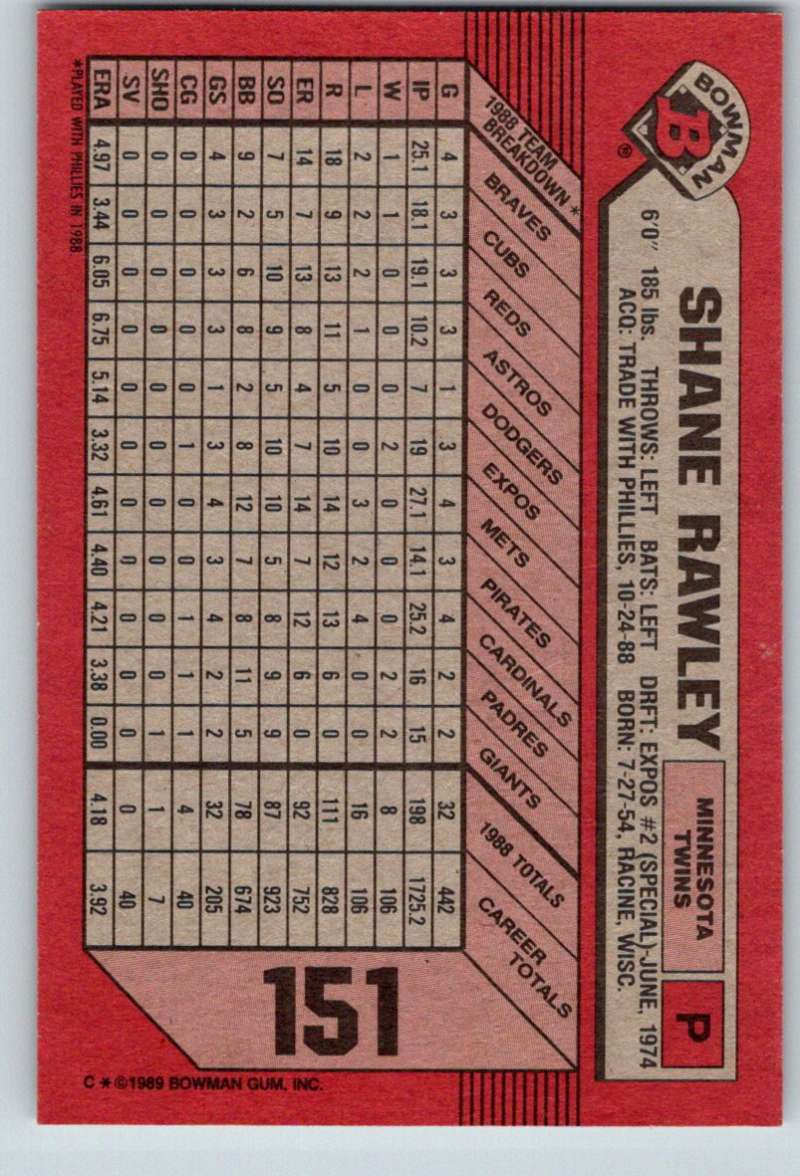 BOWMAN
B
®
SHANE RAWLEY
MINNESOTA
TWINS
P
6'0" 185 lbs. THROWS: LEFT BATS: LEFT DRFT: EXPOS #2 (SPECIAL)-JUNE, 1974
ACQ: TRADE WITH PHILLIES, 10-24-88 BORN: 7-27-54, RACINE, WISC.
1988 TEAM
BREAKDOWN *
BRAVES
CUBS
REDS
ASTROS
DODGERS
EXPOS
METS
PIRATES
CARDINALS
PADRES
GIANTS
1988 TOTALS
CAREER
TOTALS
G 4 3 3 3 1 3 4 3 4 2 2 32 442
IP 25.1 18.1 19.1 10.2 7 19 27.1 14.1 25.2 16 15 198 1725.2
W 1 1 0 0 0 2 0 0 0 2 2 8 106
L 2 2 2 1 0 0 3 2 4 0 0 16 106
R 18 9 13 11 5 10 14 12 13 6 0 111 828
ER 14 7 13 8 4 7 14 7 12 6 0 92 752
SO 7 5 10 9 5 10 10 5 8 9 9 87 923
BB 9 2 6 8 2 8 12 7 8 11 5 78 674
GS 4 3 3 3 1 3 4 3 4 2 2 32 205
CG 0 0 0 0 0 1 0 0 1 1 1 4 40
SHO 0 0 0 0 0 0 0 0 0 0 1 1 7
SV 0 0 0 0 0 0 0 0 0 0 0 0 40
ERA 4.97 3.44 6.05 6.75 5.14 3.32 4.61 4.40 4.21 3.38 0.00 4.18 3.92
*PLAYED WITH PHILLIES IN 1988
151
C *©1989 BOWMAN GUM, INC.